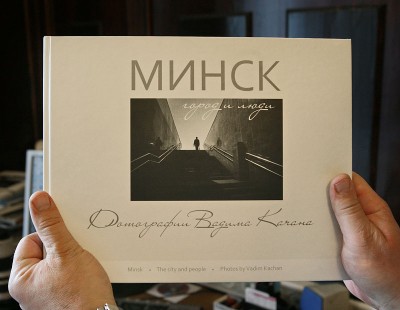 МИНСК
город и люди
Фотографии Вадима Качана
Minsk • The city and people • Photos by Vadim Kachan